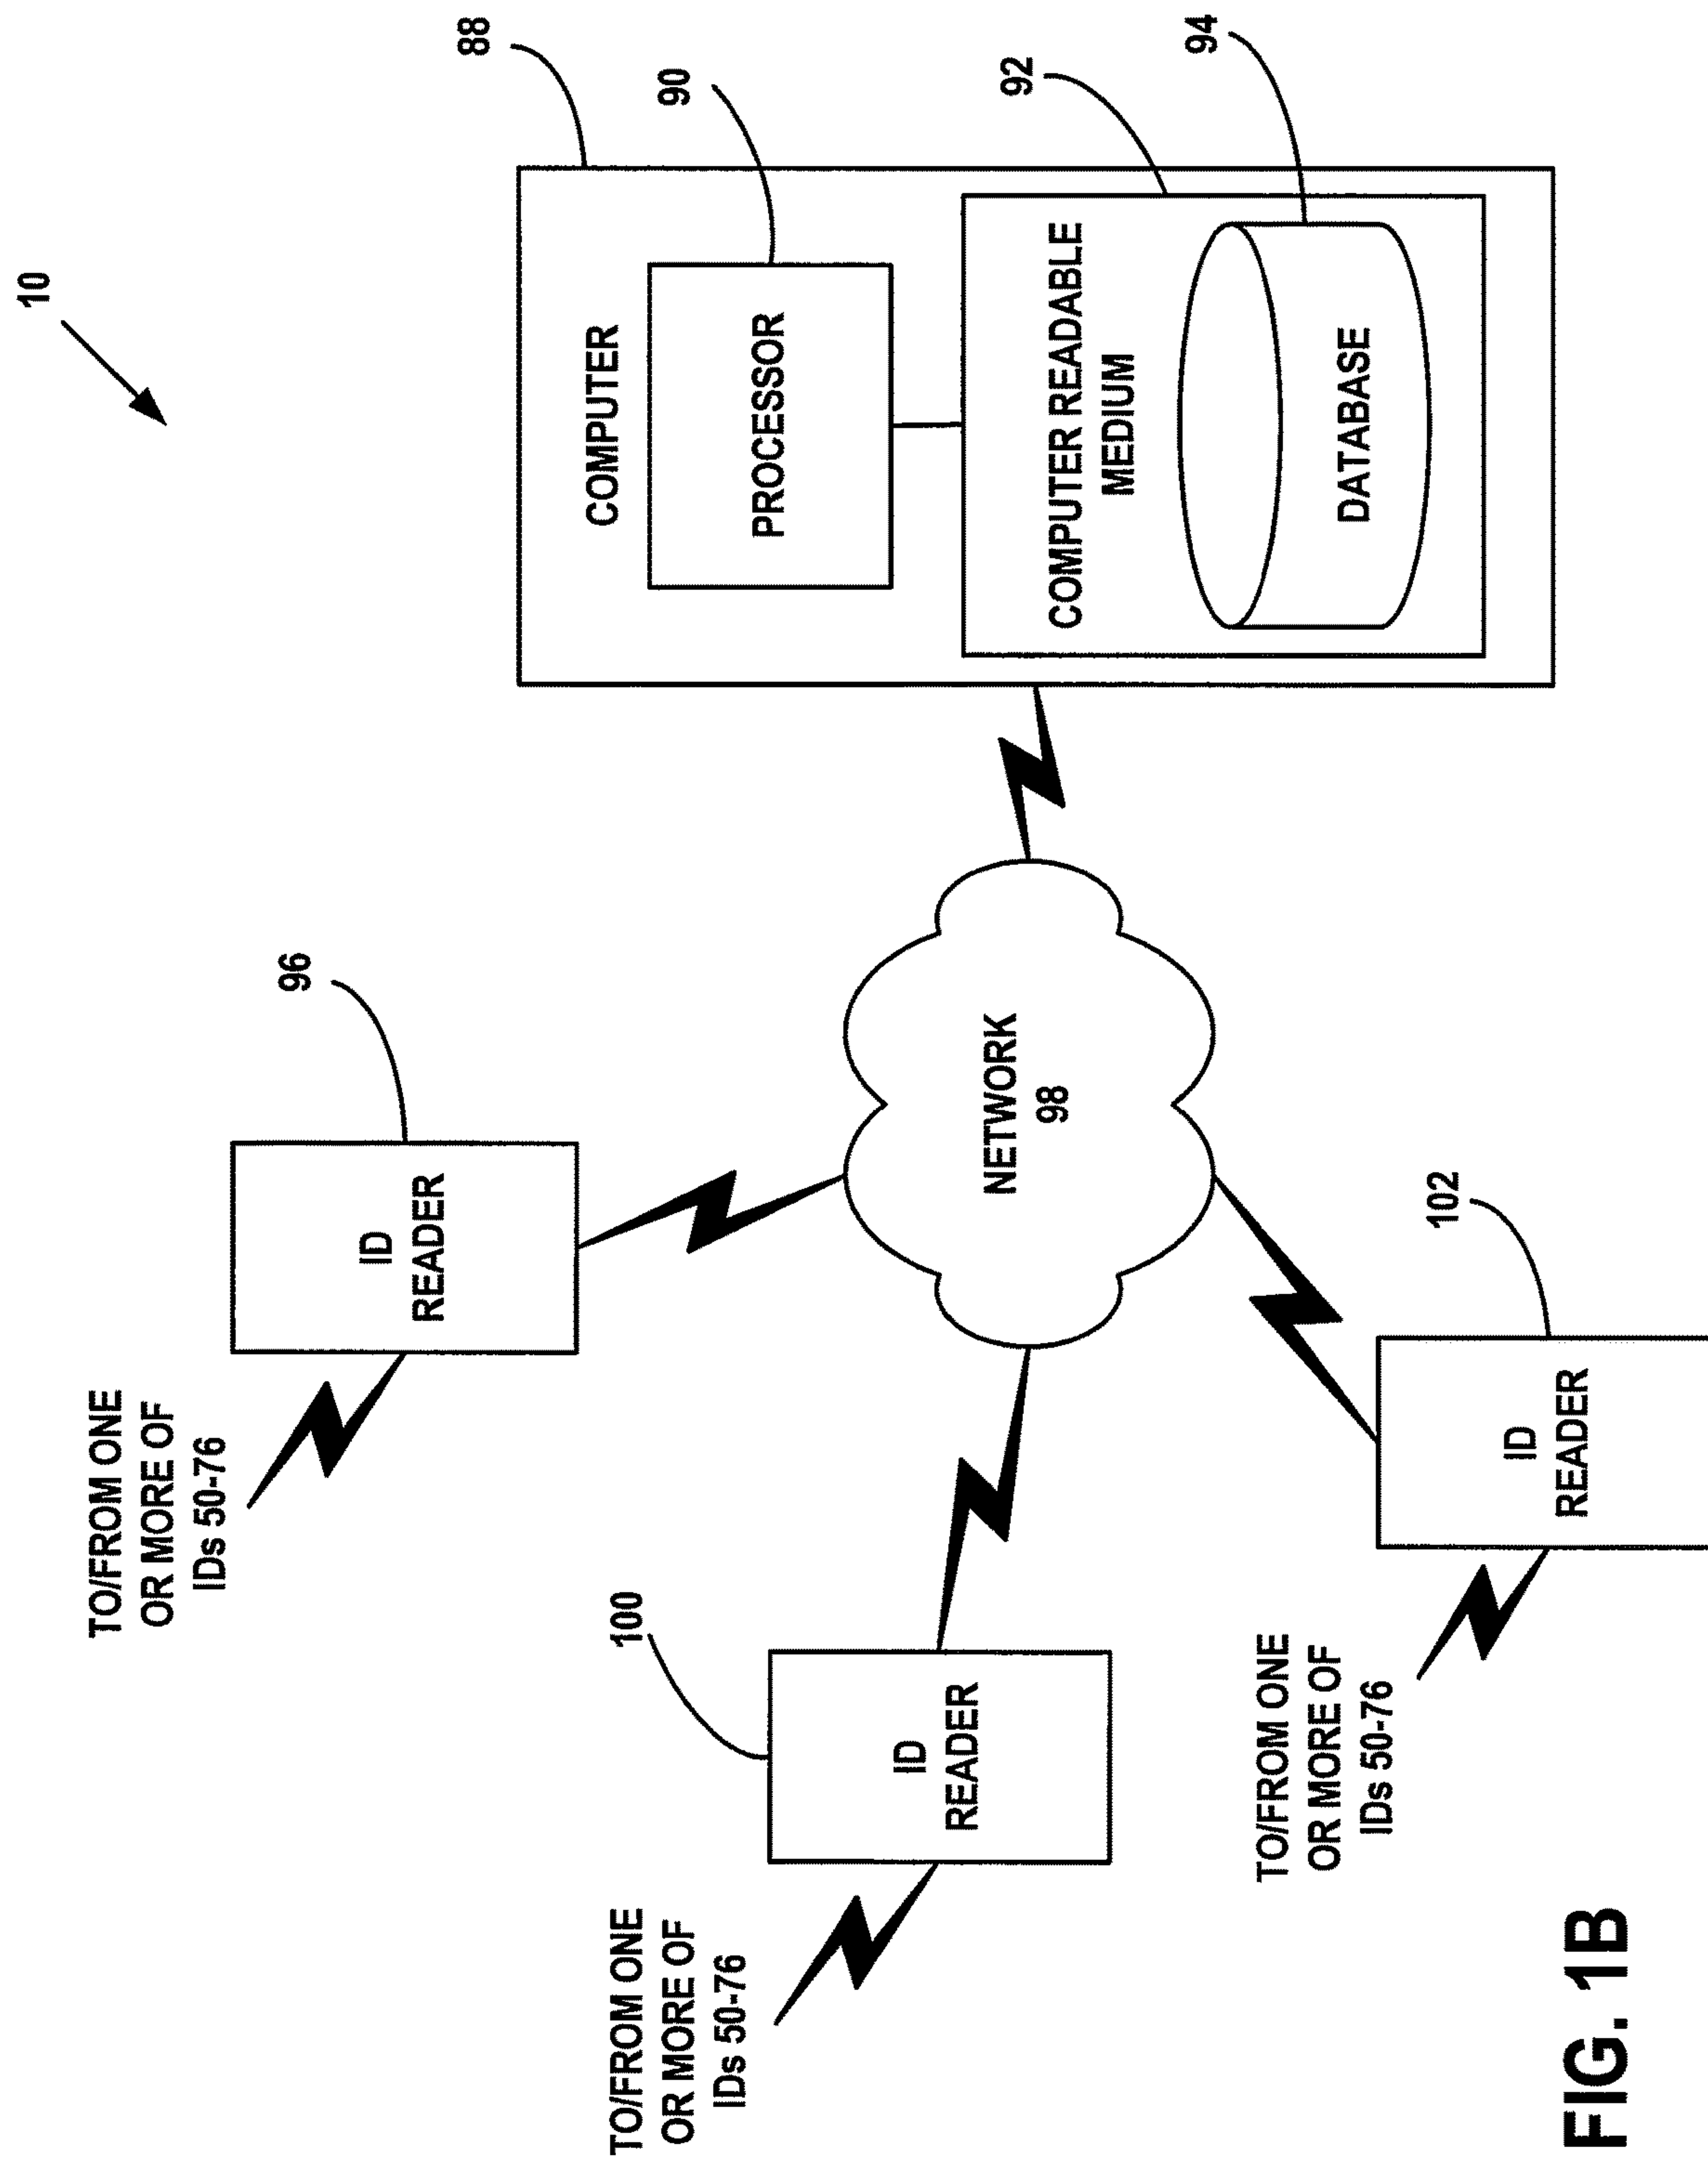 10
88
COMPUTER
90
PROCESSOR
92
COMPUTER READABLE
MEDIUM
94
DATABASE
96
ID
READER
TO/FROM ONE
OR MORE OF
IDs 50-76
NETWORK
98
100
ID
READER
TO/FROM ONE
OR MORE OF
IDs 50-76
102
ID
READER
TO/FROM ONE
OR MORE OF
IDs 50-76
FIG. 1B